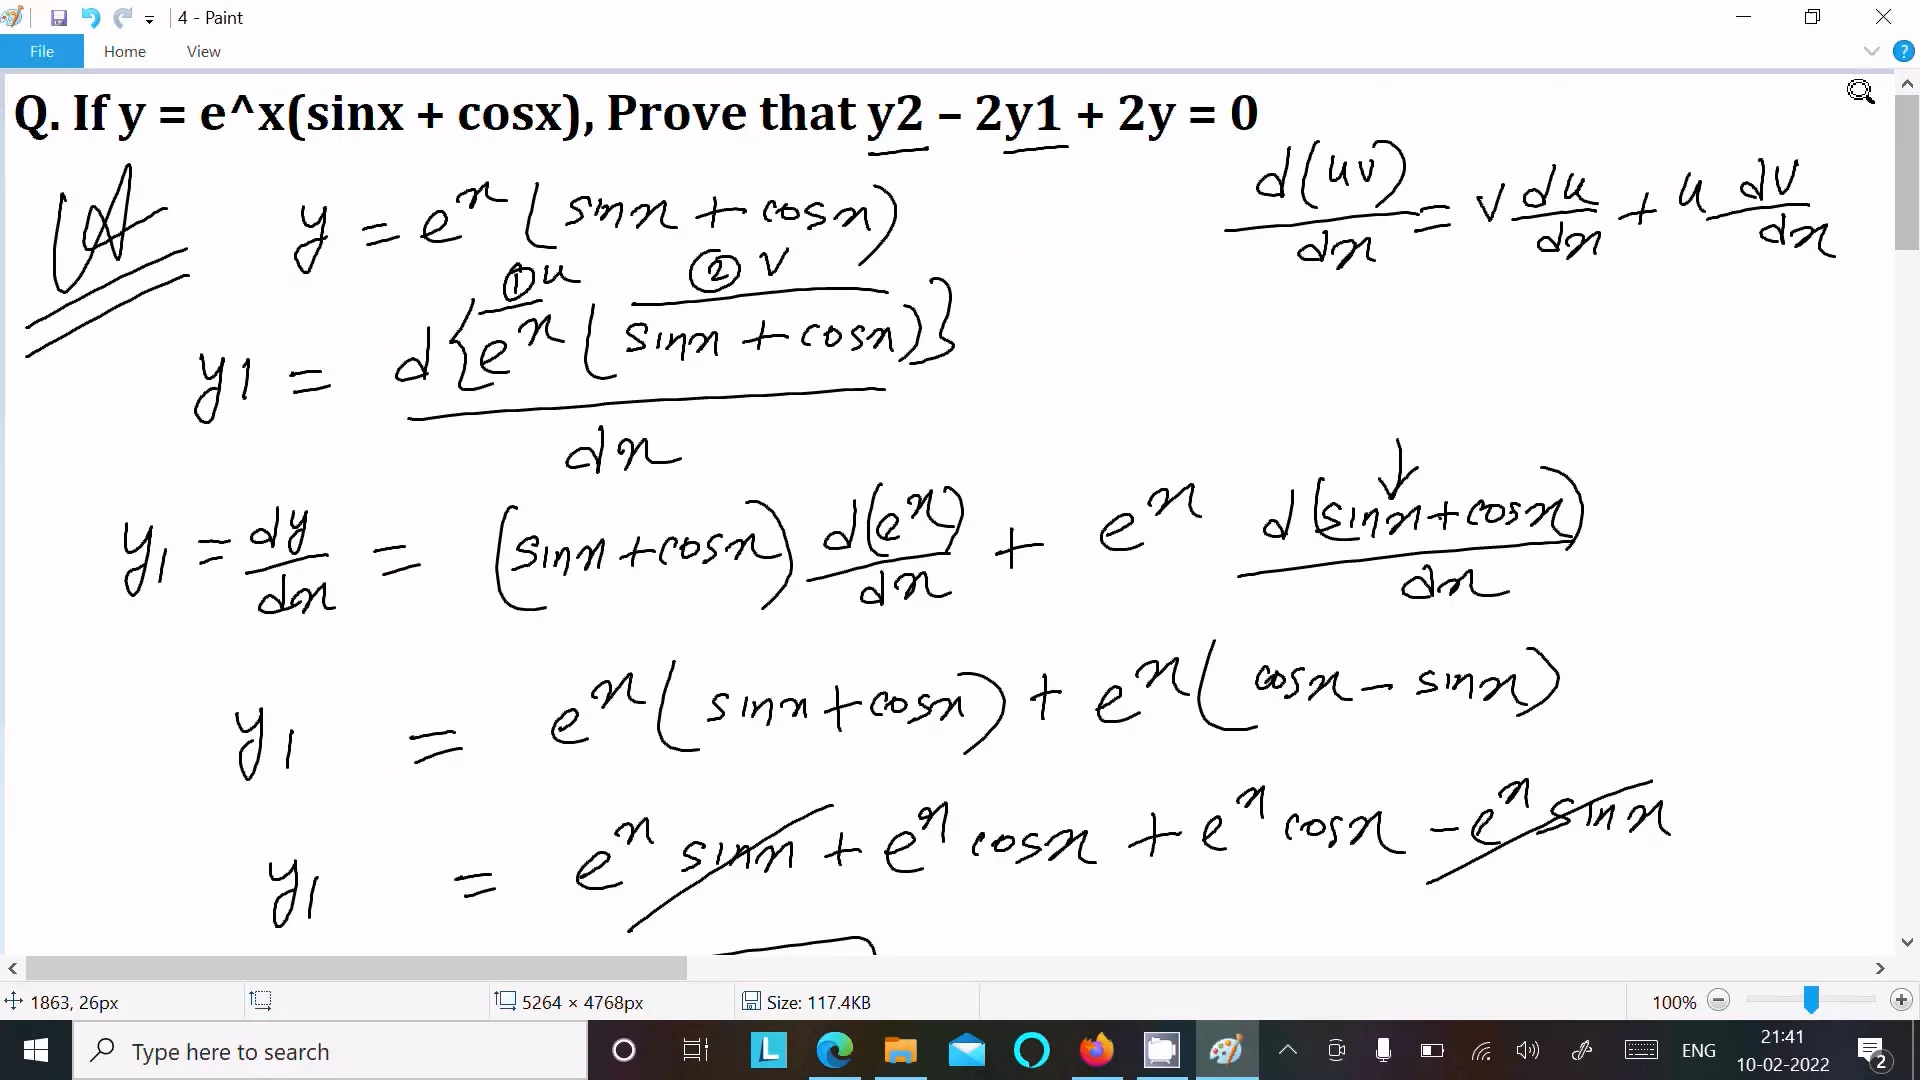 4 - Paint
File Home View
Q. If y = e^x(sinx + cosx), Prove that y2 – 2y1 + 2y = 0
y = e^x (sinx + cosx)
d(uv)/dx = v du/dx + u dv/dx
① u ② v
y1 = d{e^x (sinx + cosx)}/dx
y1 = dy/dx = (sinx + cosx) d(e^x)/dx + e^x d(sinx + cosx)/dx
y1 = e^x (sinx + cosx) + e^x (cosx - sinx)
y1 = e^x sinx + e^x cosx + e^x cosx - e^x sinx
1863, 26px 5264 × 4768px Size: 117.4KB 100%
Type here to search
L
ENG
21:41
10-02-2022
2